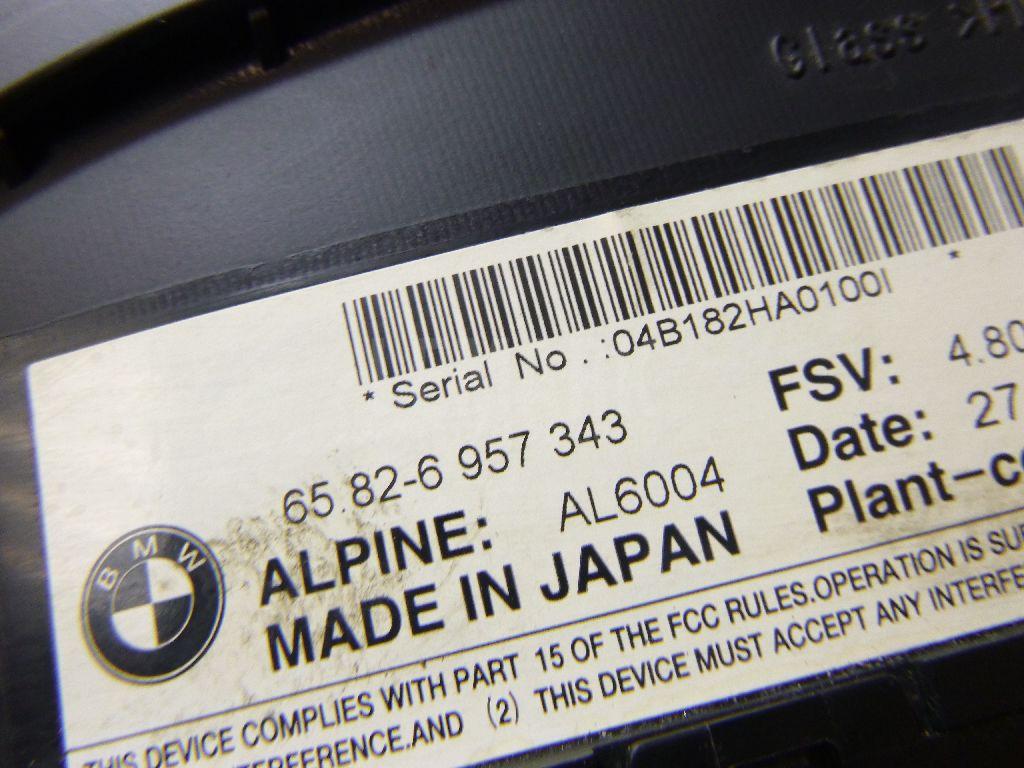 Glass
* Serial No. :04B182HA0100I *
65.82-6 957 343
FSV: 4.80
ALPINE: AL6004
Date: 27
MADE IN JAPAN
Plant-c
BMW
THIS DEVICE COMPLIES WITH PART 15 OF THE FCC RULES.OPERATION IS SU
ERFERENCE.AND (2) THIS DEVICE MUST ACCEPT ANY INTERFE